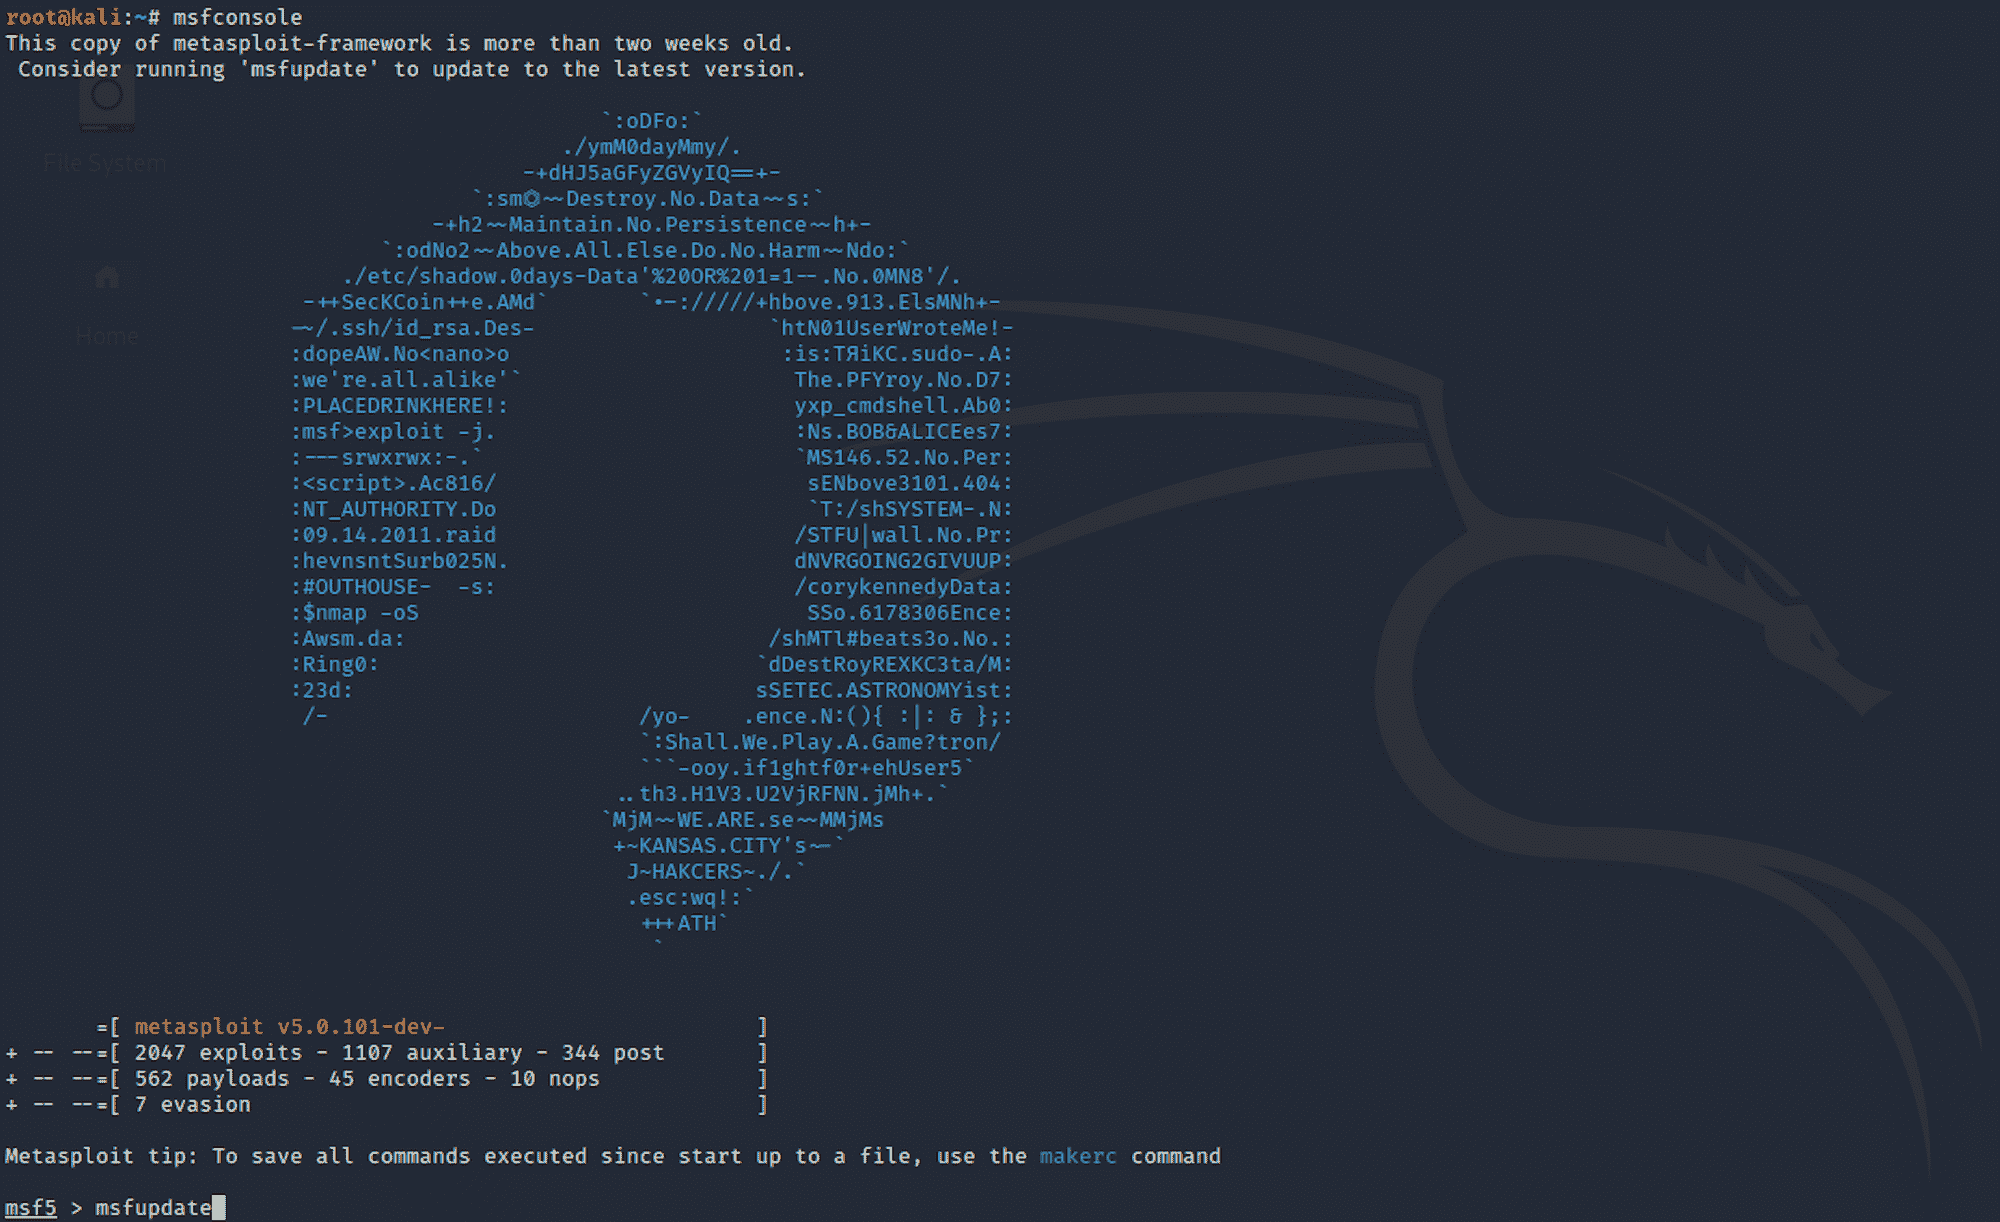 root@kali:~# msfconsole
This copy of metasploit-framework is more than two weeks old.
Consider running 'msfupdate' to update to the latest version.
File System
Home
`:oDFo:`
./ymM0dayMmy/.
-+dHJ5aGFyZGVyIQ==+-
`:sm⏣~~Destroy.No.Data~~s:`
-+h2~~Maintain.No.Persistence~~h+-
`:odNo2~~Above.All.Else.Do.No.Harm~~Ndo:`
./etc/shadow.0days-Data'%20OR%201=1--.No.0MN8'/.
-++SecKCoin++e.AMd` `.-://///+hbove.913.ElsMNh+-
-~/.ssh/id_rsa.Des- `htN01UserWroteMe!-
:dopeAW.No<nano>o :is:TЯiKC.sudo-.A:
:we're.all.alike'` The.PFYroy.No.D7:
:PLACEDRINKHERE!: yxp_cmdshell.Ab0:
:msf>exploit -j. :Ns.BOB&ALICEes7:
:---srwxrwx:-.` `MS146.52.No.Per:
:<script>.Ac816/ sENbove3101.404:
:NT_AUTHORITY.Do `T:/shSYSTEM-.N:
:09.14.2011.raid /STFU|wall.No.Pr:
:hevnsntSurb025N. dNVRGOING2GIVUUP:
:#OUTHOUSE- -s: /corykennedyData:
:$nmap -oS SSo.6178306Ence:
:Awsm.da: /shMTl#beats3o.No.:
:Ring0: `dDestRoyREXKC3ta/M:
:23d: sSETEC.ASTRONOMYist:
/- /yo- .ence.N:(){ :|: & };:
`:Shall.We.Play.A.Game?tron/
```-ooy.if1ghtf0r+ehUser5`
..th3.H1V3.U2VjRFNN.jMh+.`
`MjM~~WE.ARE.se~~MMjMs
+~KANSAS.CITY's~-`
J~HAKCERS~./.`
.esc:wq!:`
+++ATH`
`
=[ metasploit v5.0.101-dev- ]
+ -- --=[ 2047 exploits - 1107 auxiliary - 344 post ]
+ -- --=[ 562 payloads - 45 encoders - 10 nops ]
+ -- --=[ 7 evasion ]
Metasploit tip: To save all commands executed since start up to a file, use the makerc command
msf5 > msfupdate